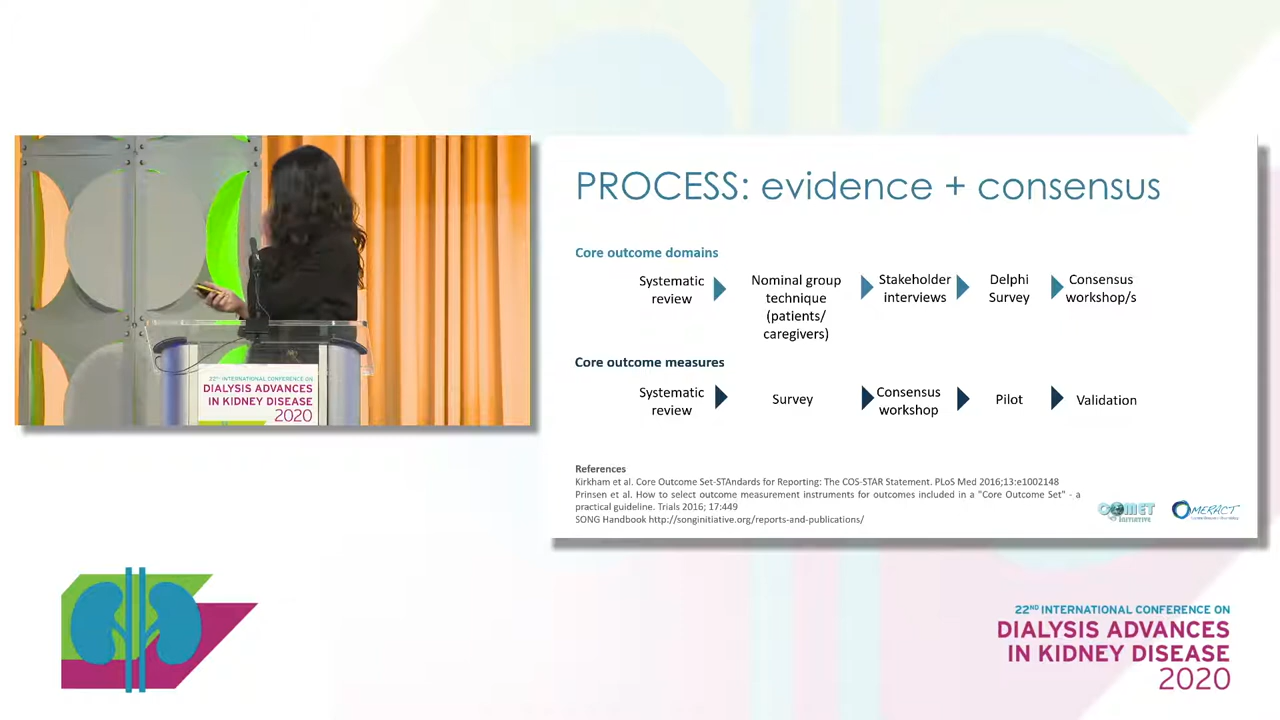 PROCESS: evidence + consensus
Core outcome domains
Systematic
review
Nominal group
technique
(patients/
caregivers)
Stakeholder
interviews
Delphi
Survey
Consensus
workshop/s
Core outcome measures
Systematic
review
Survey
Consensus
workshop
Pilot
Validation
References
Kirkham et al. Core Outcome Set-STAndards for Reporting: The COS-STAR Statement. PLoS Med 2016;13:e1002148
Prinsen et al. How to select outcome measurement instruments for outcomes included in a "Core Outcome Set" - a
practical guideline. Trials 2016; 17:449
SONG Handbook http://songinitiative.org/reports-and-publications/
COMET
INITIATIVE
OMERACT
22ND INTERNATIONAL CONFERENCE ON
DIALYSIS ADVANCES
IN KIDNEY DISEASE
2020
22ND INTERNATIONAL CONFERENCE ON
DIALYSIS ADVANCES
IN KIDNEY DISEASE
2020